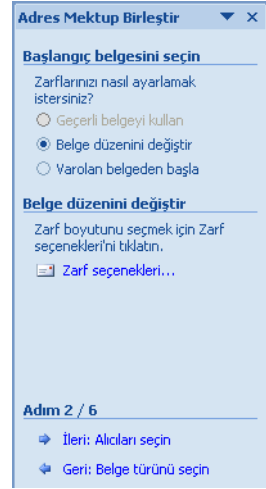 Adres Mektup Birleştir
Başlangıç belgesini seçin
Zarflarınızı nasıl ayarlamak
istersiniz?
Geçerli belgeyi kullan
Belge düzenini değiştir
Varolan belgeden başla
Belge düzenini değiştir
Zarf boyutunu seçmek için Zarf
seçenekleri'ni tıklatın.
Zarf seçenekleri...
Adım 2 / 6
İleri: Alıcıları seçin
Geri: Belge türünü seçin